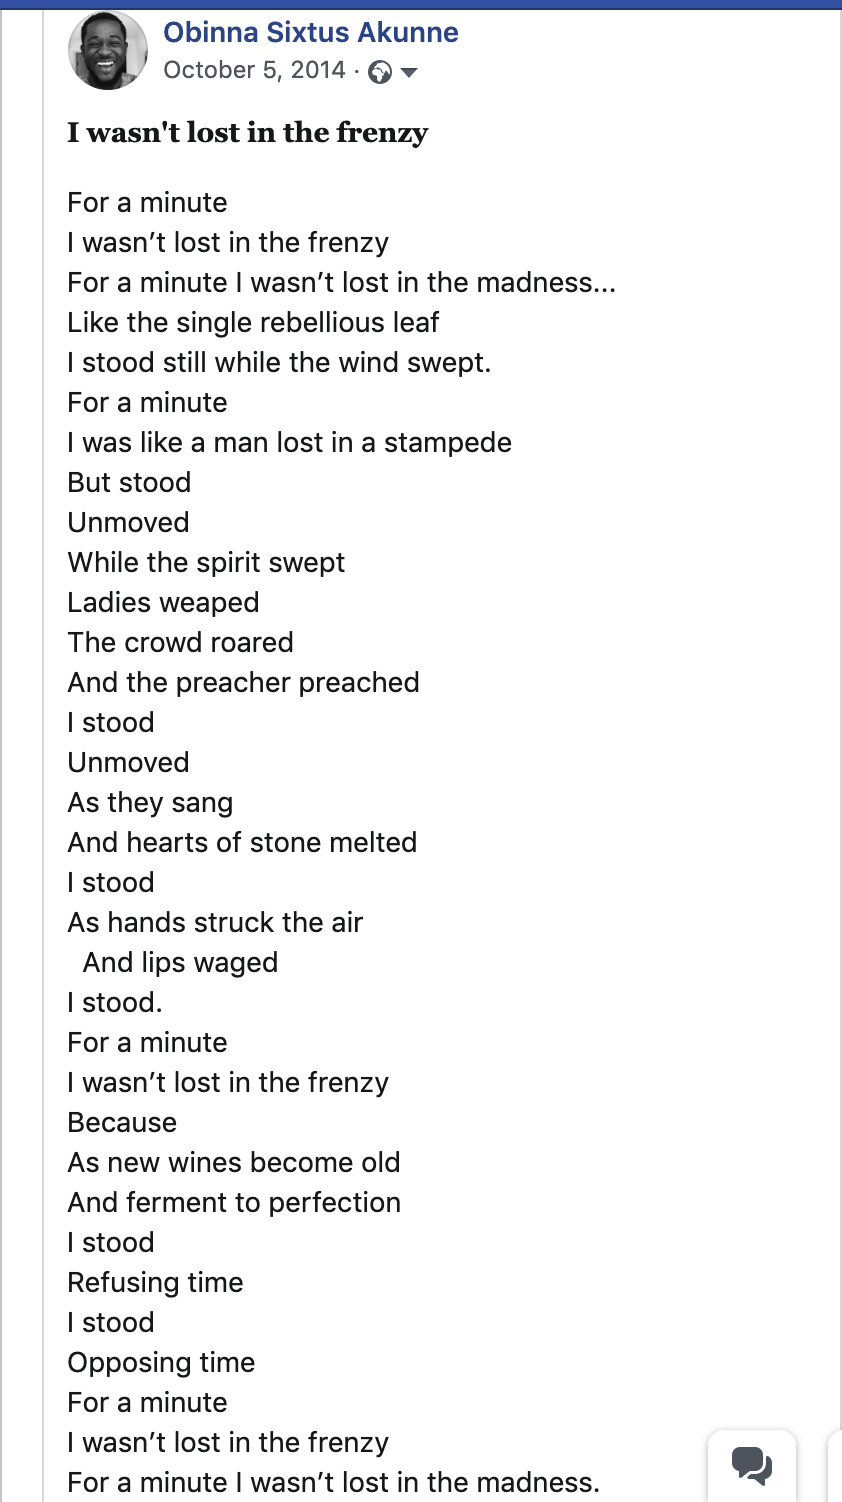 Obinna Sixtus Akunne
October 5, 2014 ·
I wasn't lost in the frenzy
For a minute
I wasn’t lost in the frenzy
For a minute I wasn’t lost in the madness...
Like the single rebellious leaf
I stood still while the wind swept.
For a minute
I was like a man lost in a stampede
But stood
Unmoved
While the spirit swept
Ladies weaped
The crowd roared
And the preacher preached
I stood
Unmoved
As they sang
And hearts of stone melted
I stood
As hands struck the air
And lips waged
I stood.
For a minute
I wasn’t lost in the frenzy
Because
As new wines become old
And ferment to perfection
I stood
Refusing time
I stood
Opposing time
For a minute
I wasn’t lost in the frenzy
For a minute I wasn’t lost in the madness.